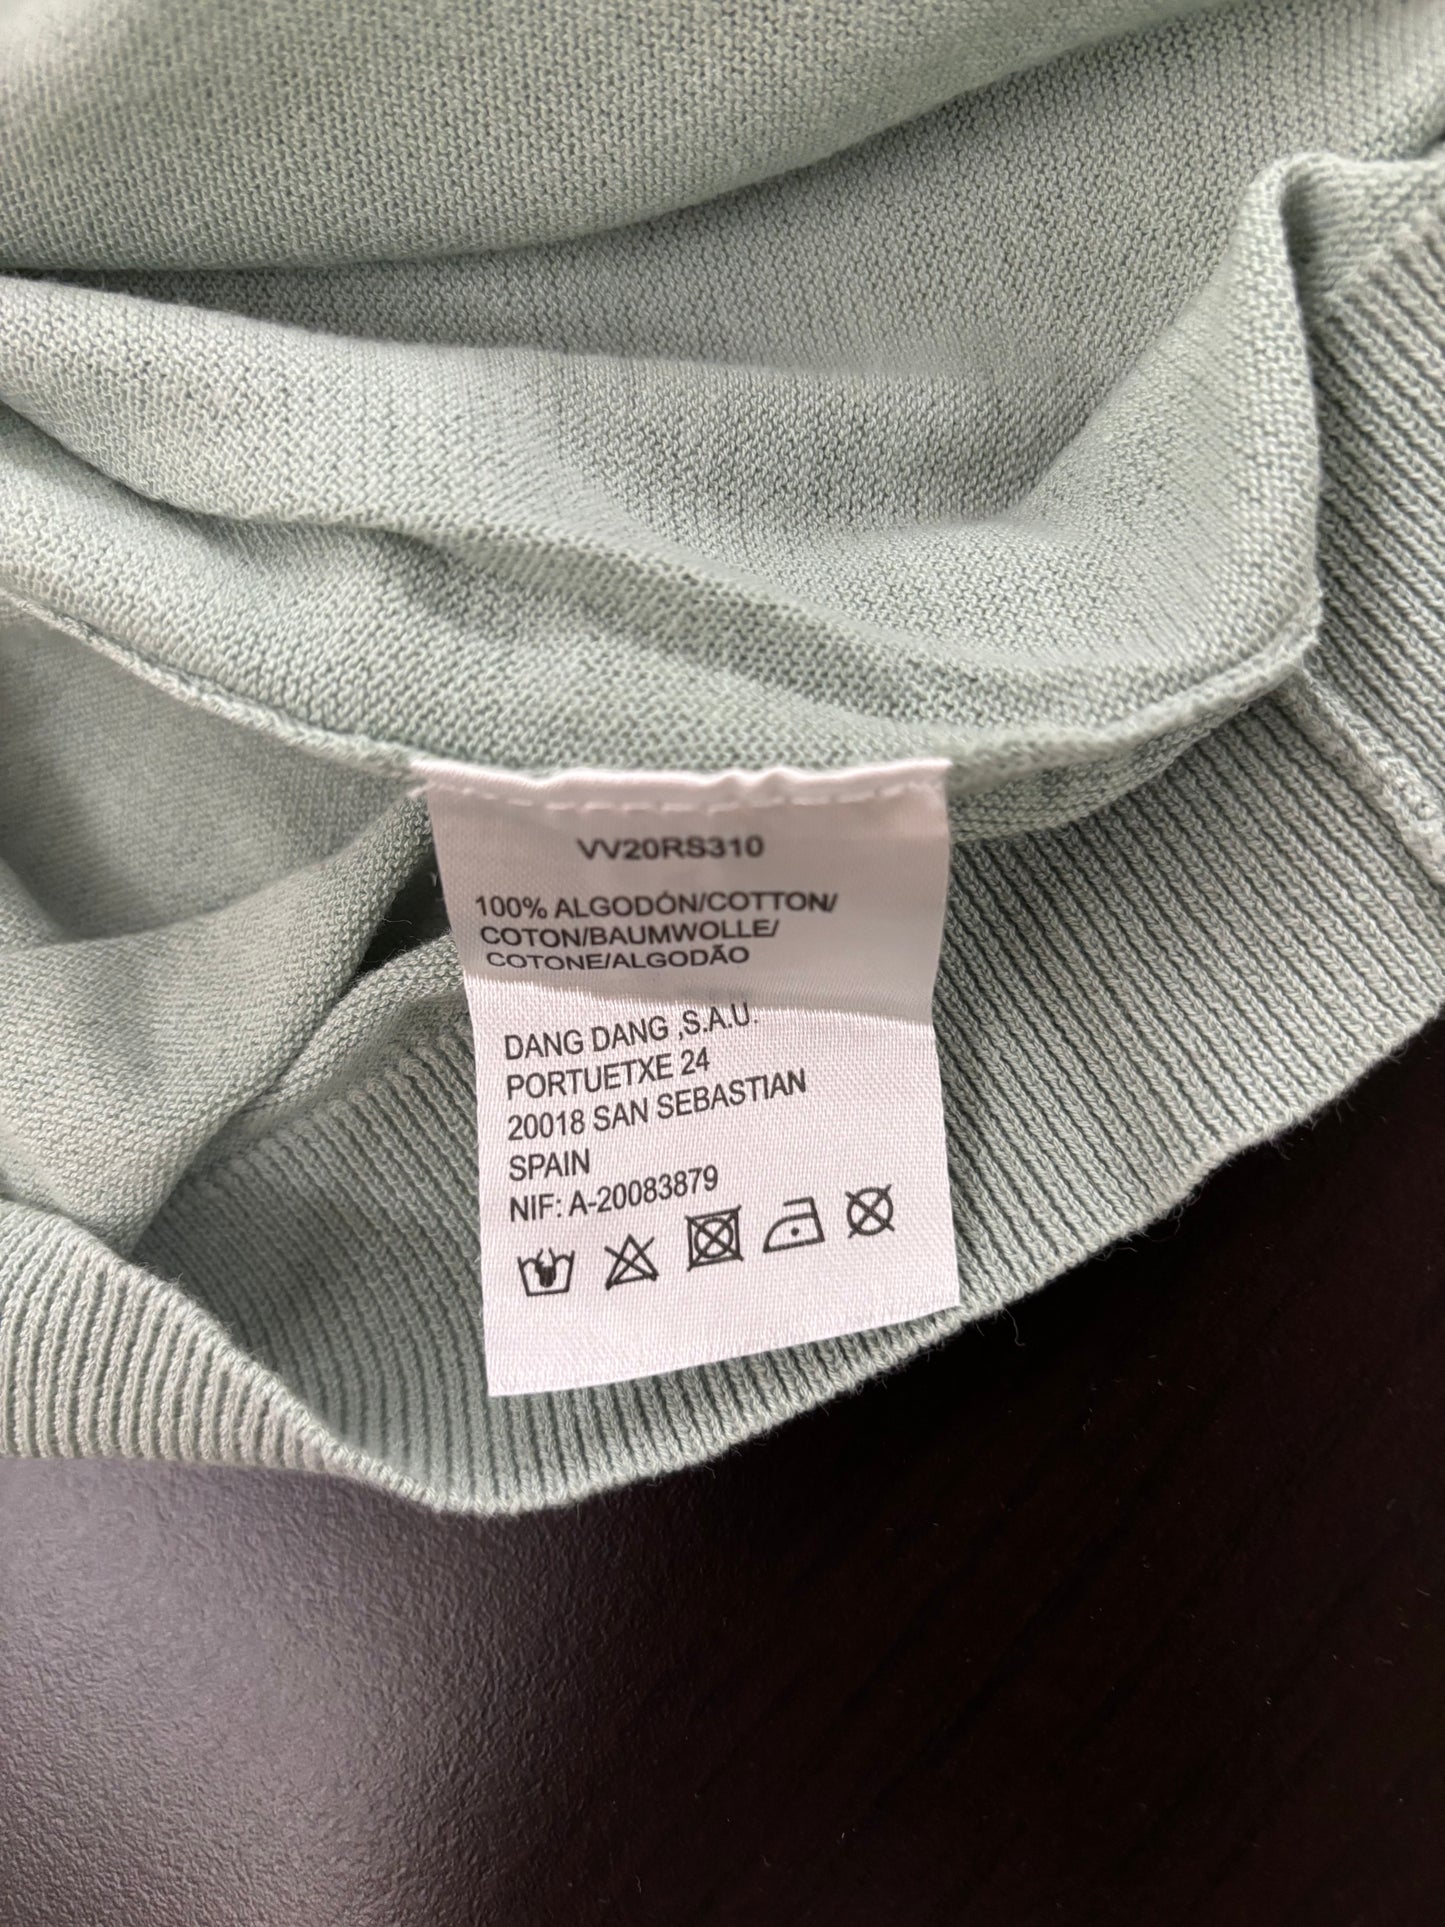 VV20RS310
100% ALGODÓN/COTTON/
COTON/BAUMWOLLE/
COTONE/ALGODÃO
DANG DANG ,S.A.U.
PORTUETXE 24
20018 SAN SEBASTIAN
SPAIN
NIF: A-20083879